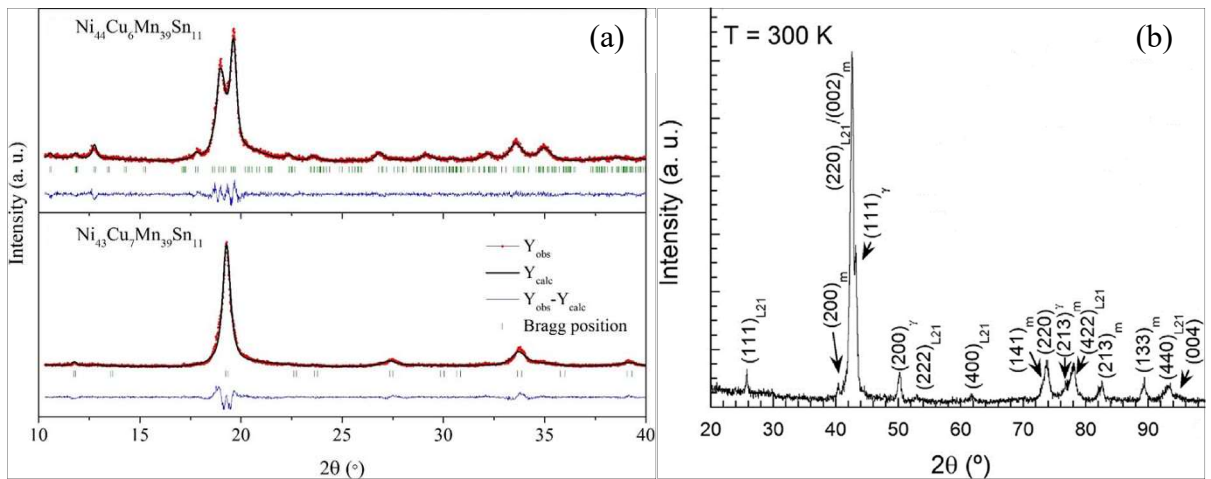 Ni44Cu6Mn39Sn11
(a)
Intensity (a. u.)
Ni43Cu7Mn39Sn11
Yobs
Ycalc
Yobs-Ycalc
Bragg position
10 15 20 25 30 35 40
2θ (°)
T = 300 K
(b)
Intensity (a. u.)
(111)L21
(200)m
(220)L21/(002)m
(111)γ
(200)γ
(222)L21
(400)L21
(141)m
(220)
(213)γm
(422)L21
(213)m
(133)m
(440)L21
(004)
20 30 40 50 60 70 80 90
2θ (º)